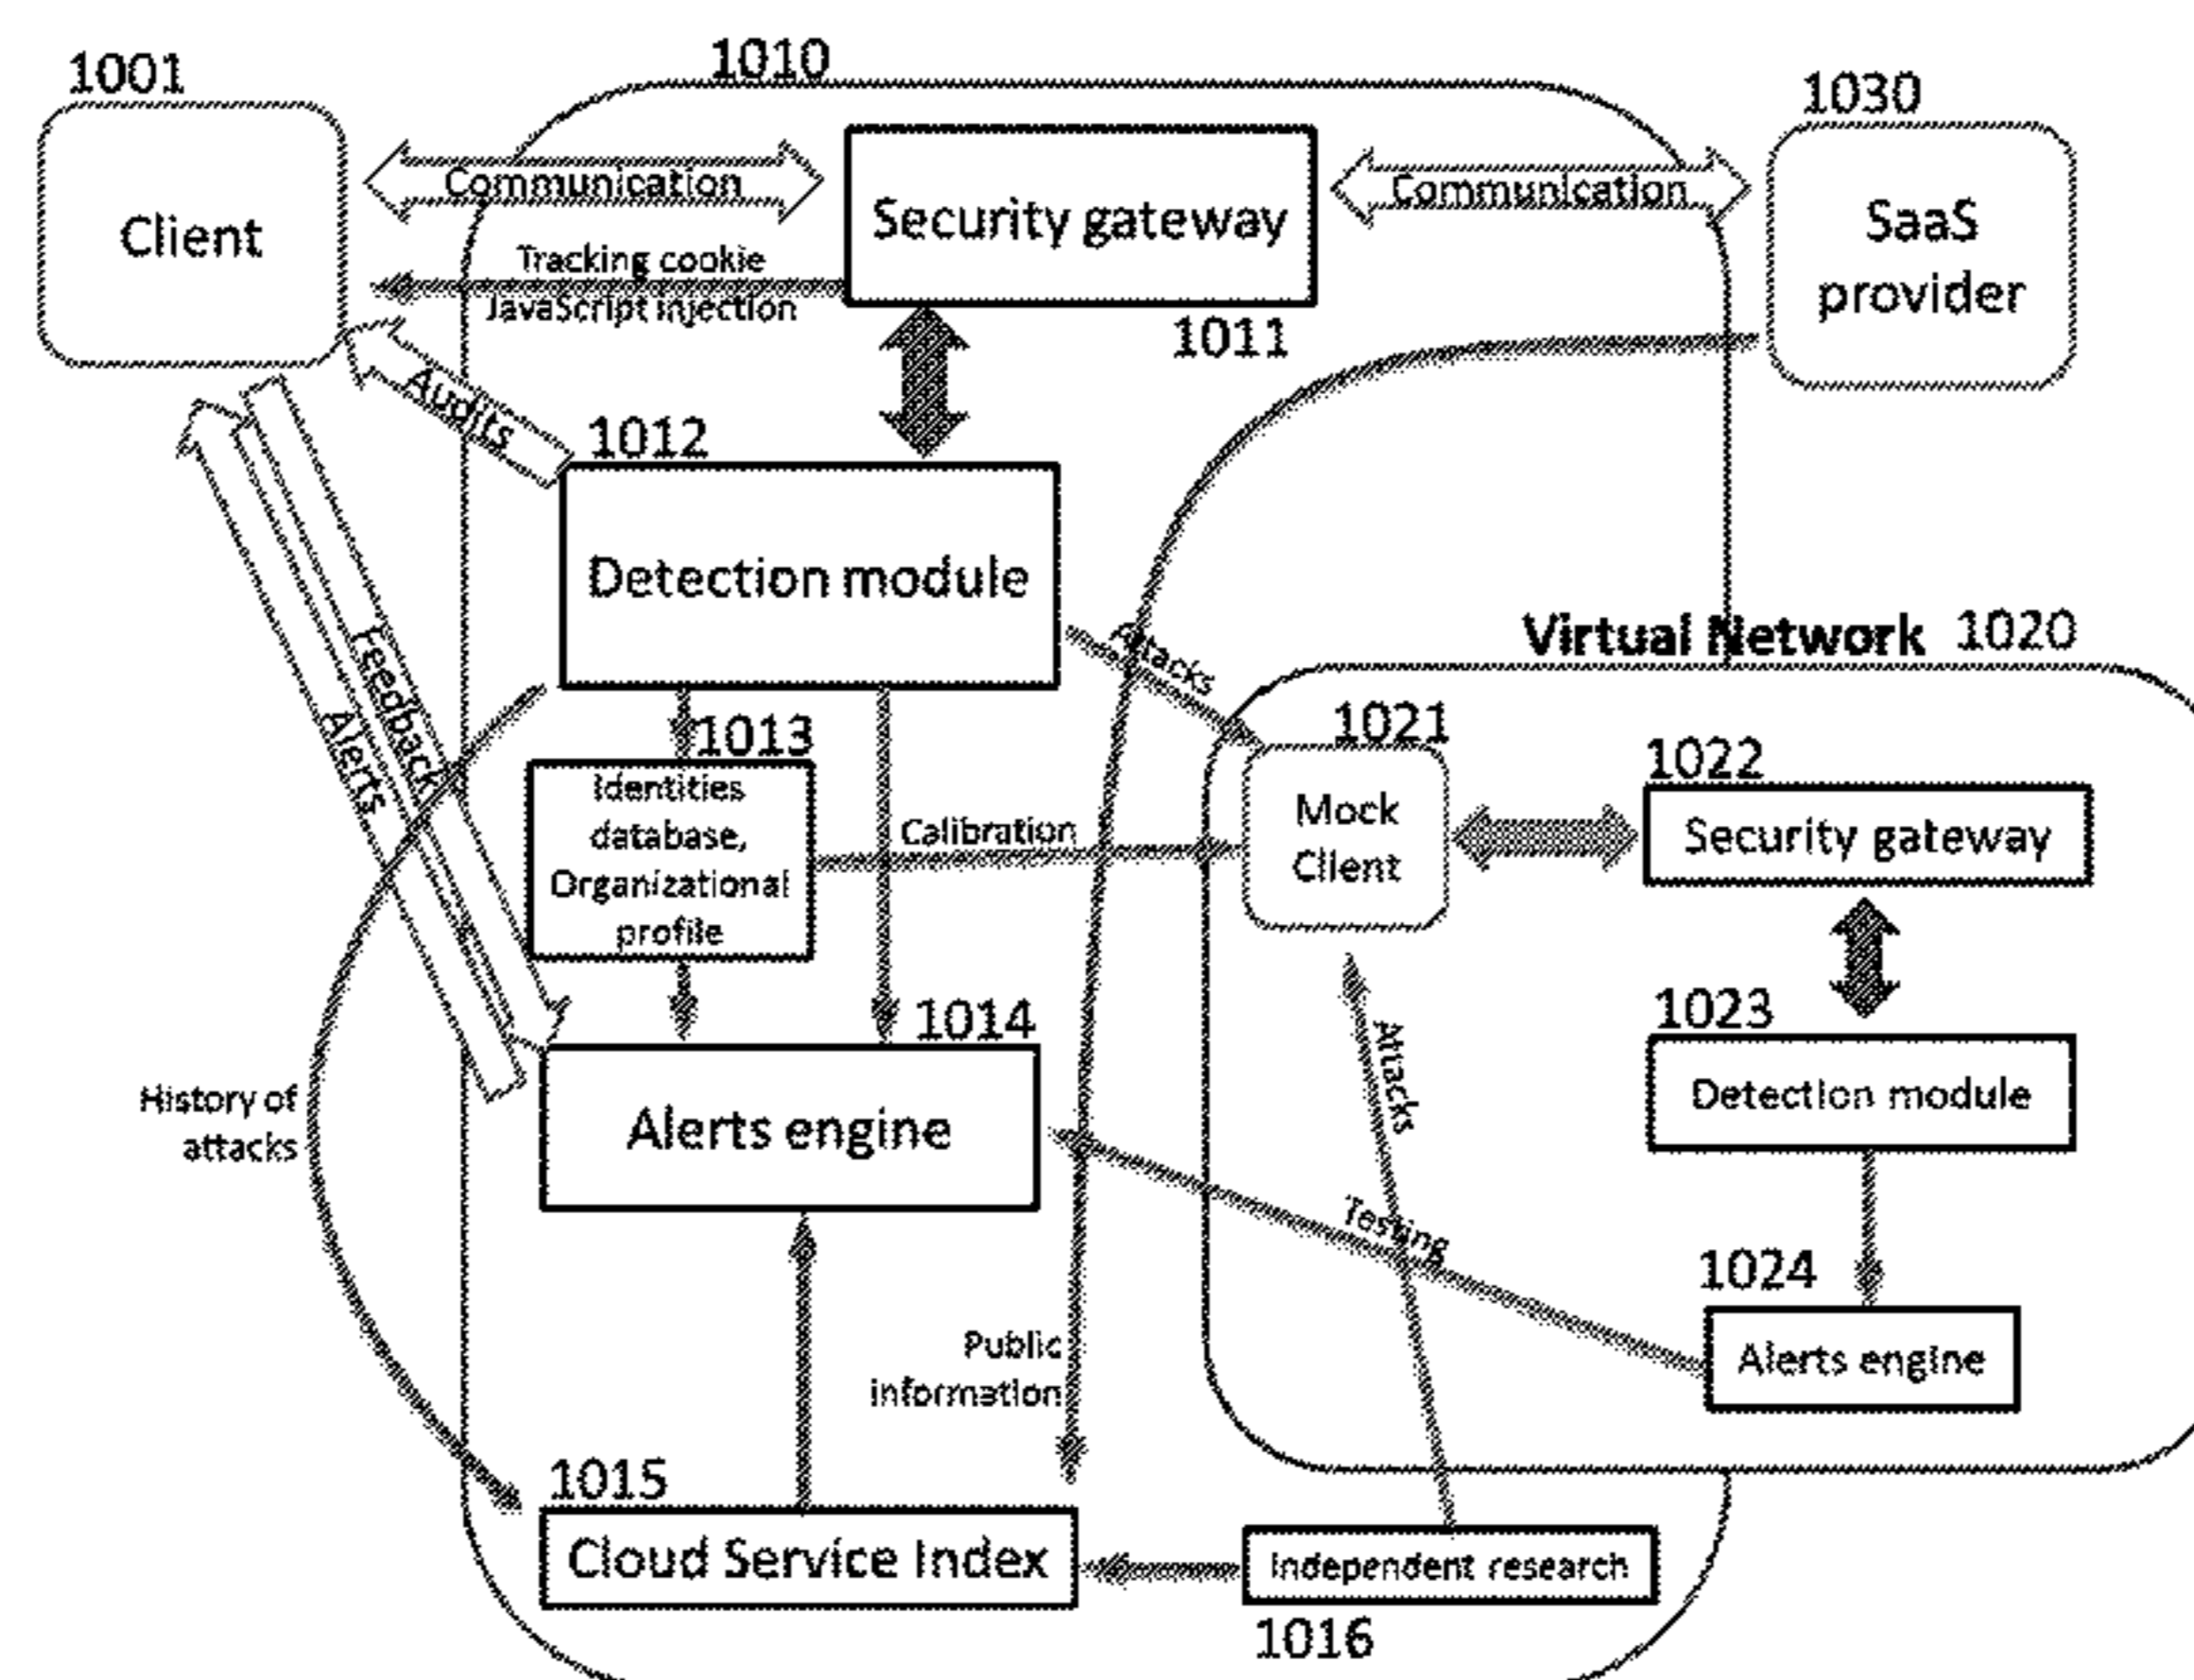 1001
1010
1030
Client
Communication
Security gateway
Communication
SaaS
provider
Tracking cookie
JavaScript injection
1011
Audits
1012
Detection module
Attacks
Virtual Network 1020
Feedback
Alerts
1013
Identities
database,
Organizational
profile
Calibration
1021
Mock
Client
1022
Security gateway
1014
Alerts engine
History of
attacks
Attacks
1023
Detection module
Testing
1024
Alerts engine
Public
information
1015
Cloud Service Index
Independent research
1016